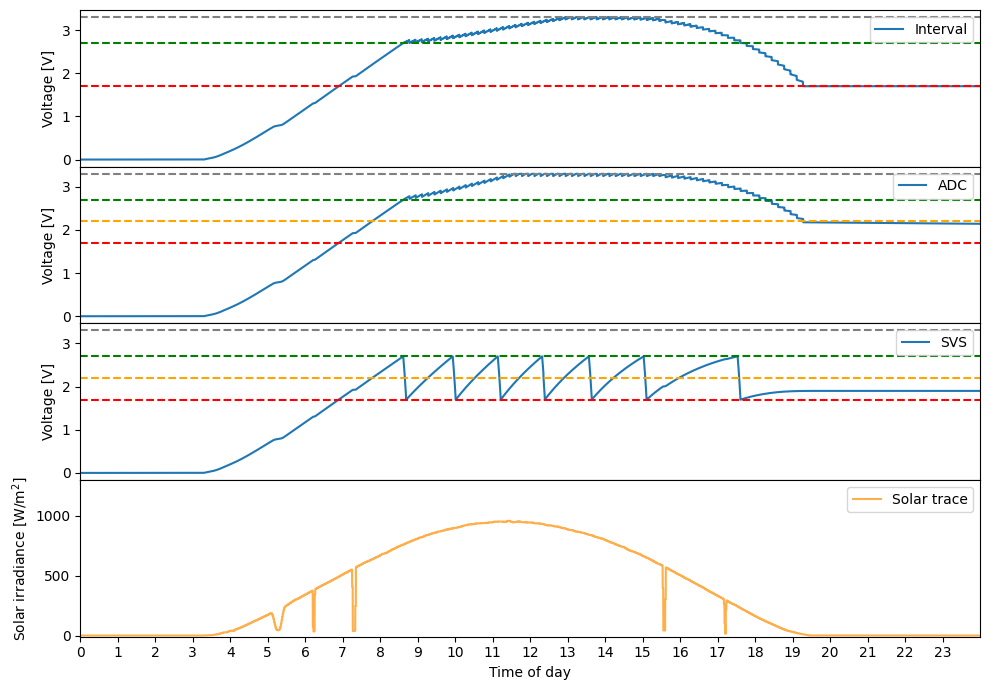 3
2
1
0
Voltage [V]
Interval
3
2
1
0
Voltage [V]
ADC
3
2
1
0
Voltage [V]
SVS
1000
500
0
Solar irradiance [W/m²]
Solar trace
0 1 2 3 4 5 6 7 8 9 10 11 12 13 14 15 16 17 18 19 20 21 22 23
Time of day